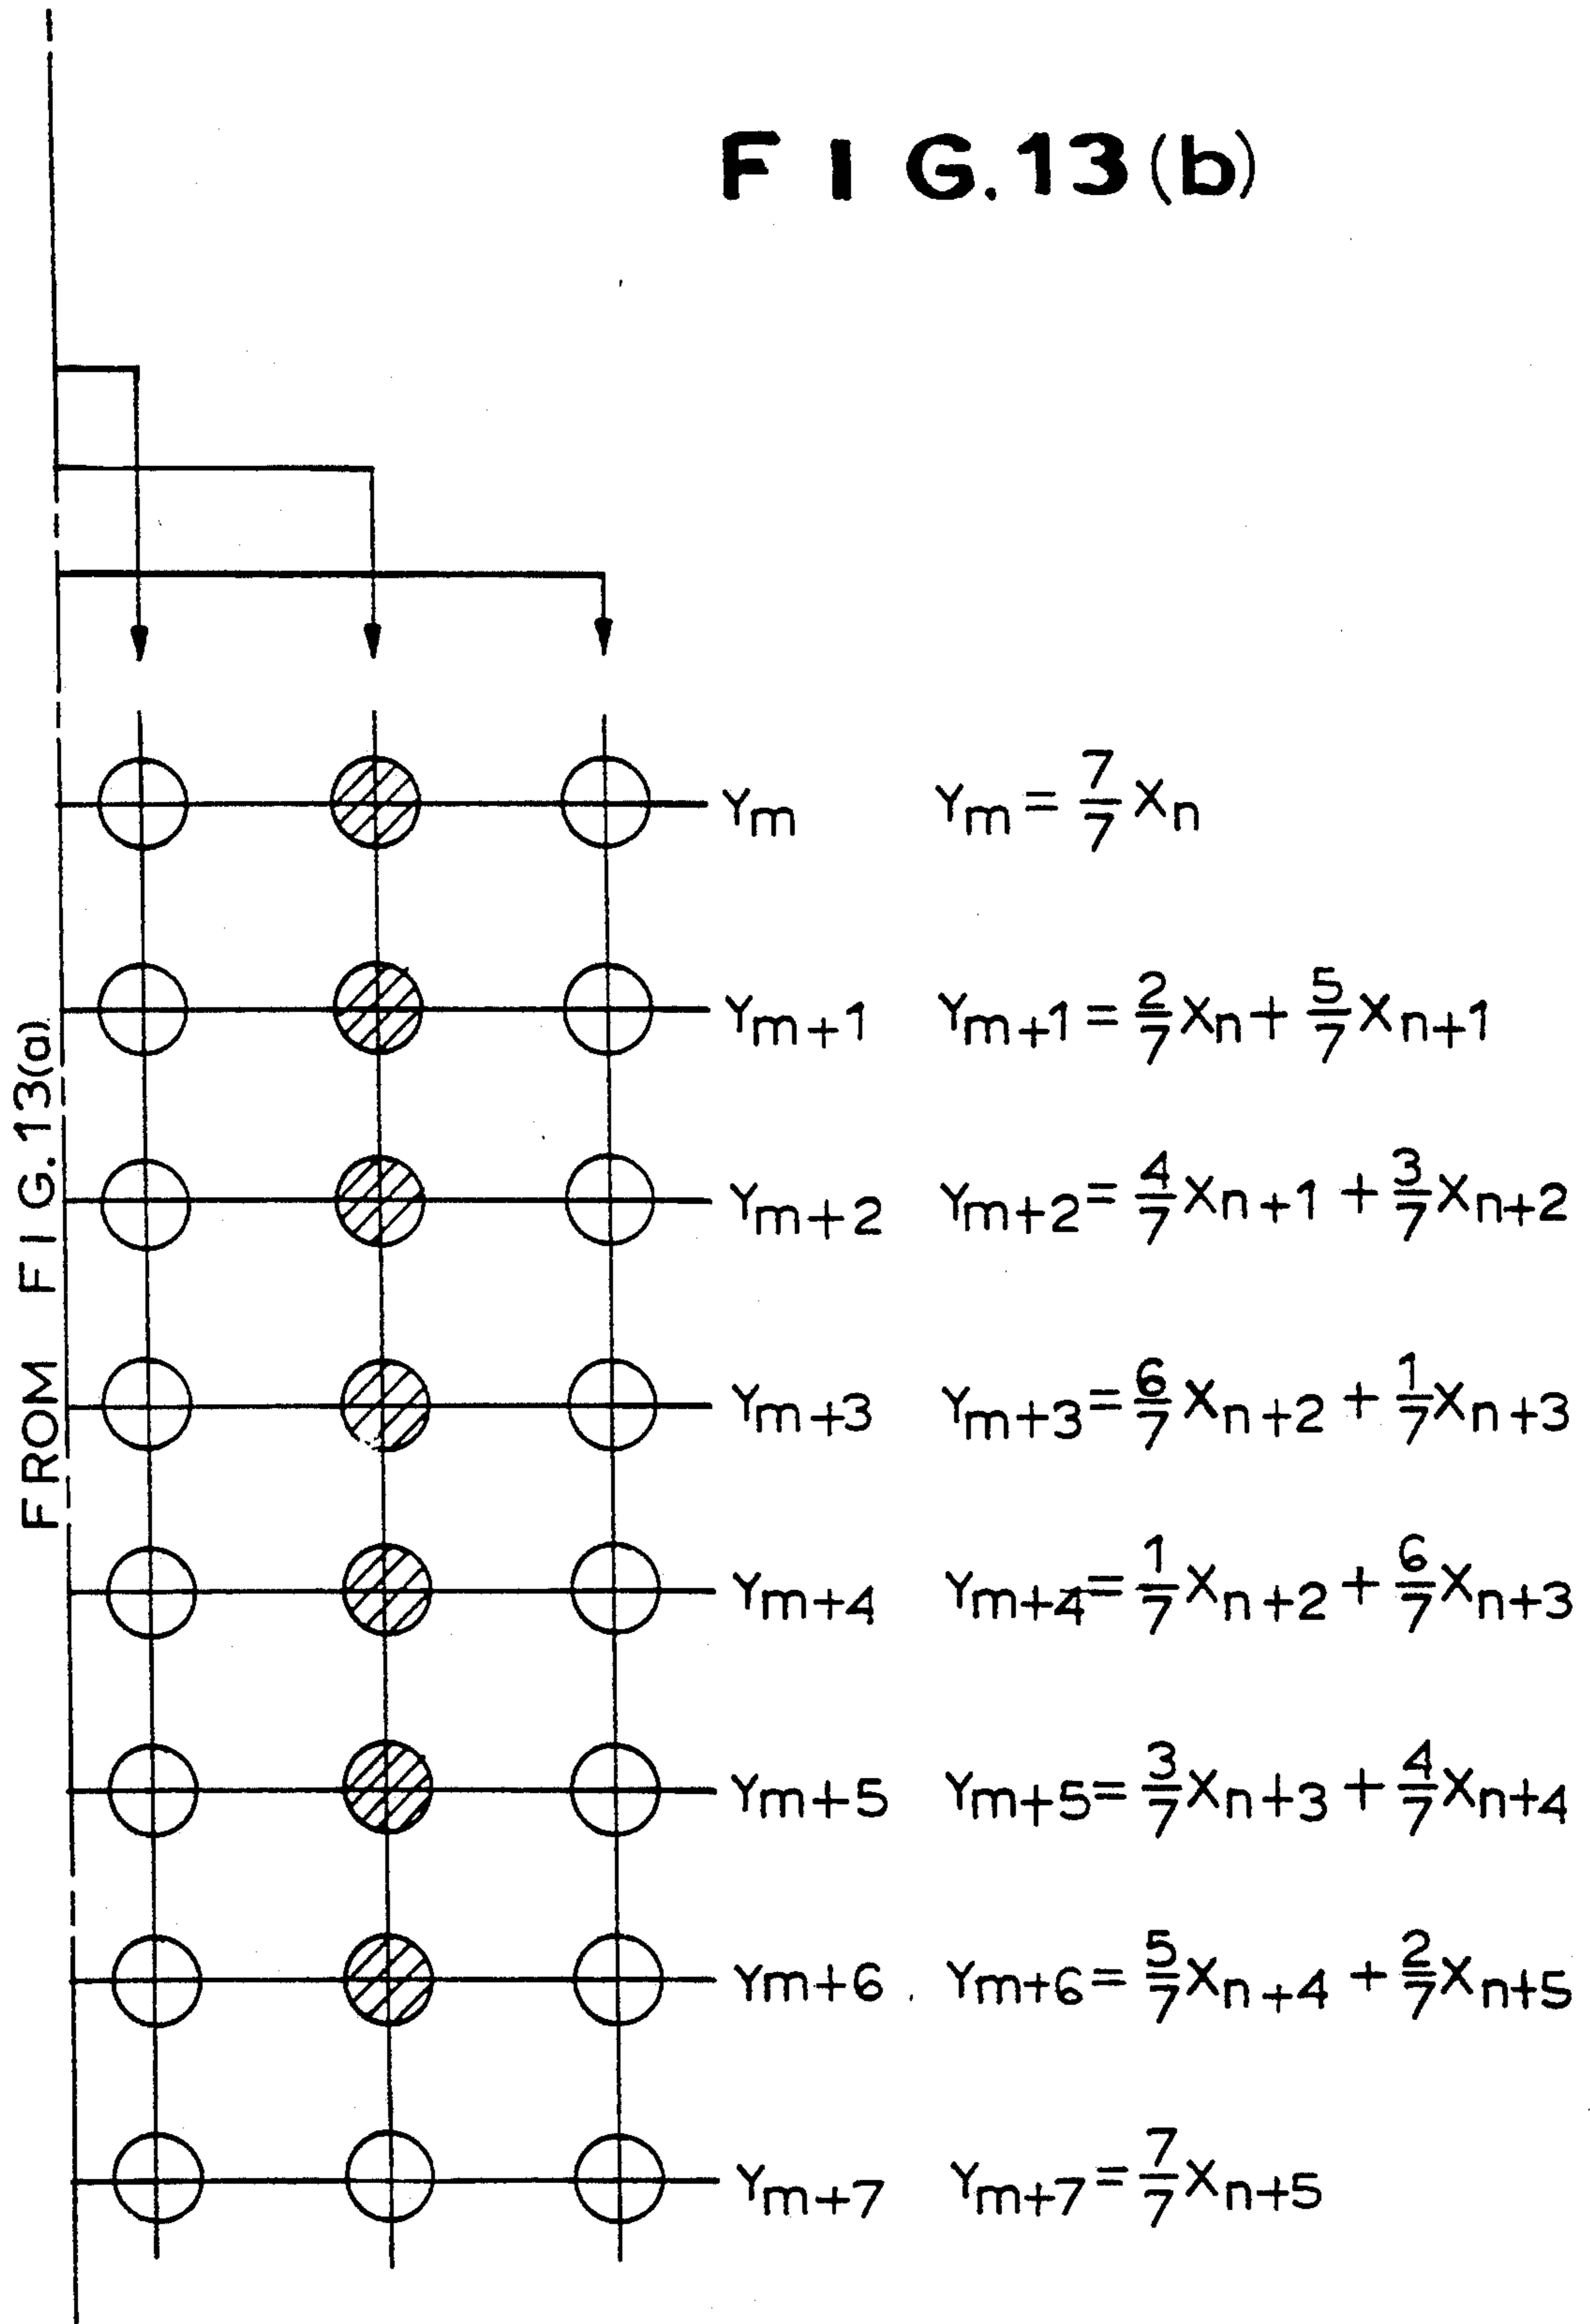 FIG.13(b)
FROM FIG.13(a)
Ym Ym = 7/7 Xn
Ym+1 Ym+1 = 2/7 Xn + 5/7 Xn+1
Ym+2 Ym+2 = 4/7 Xn+1 + 3/7 Xn+2
Ym+3 Ym+3 = 6/7 Xn+2 + 1/7 Xn+3
Ym+4 Ym+4 = 1/7 Xn+2 + 6/7 Xn+3
Ym+5 Ym+5 = 3/7 Xn+3 + 4/7 Xn+4
Ym+6 Ym+6 = 5/7 Xn+4 + 2/7 Xn+5
Ym+7 Ym+7 = 7/7 Xn+5